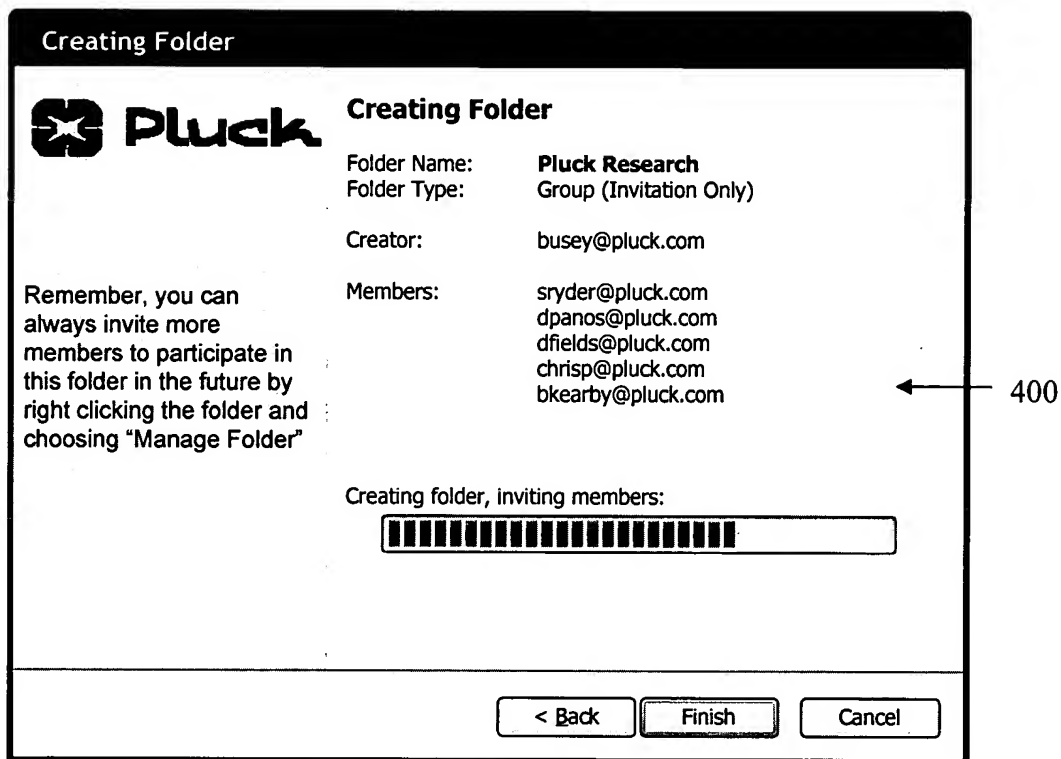 Creating Folder
Pluck
Creating Folder
Folder Name: Pluck Research
Folder Type: Group (Invitation Only)
Creator: busey@pluck.com
Remember, you can
always invite more
members to participate in
this folder in the future by
right clicking the folder and
choosing “Manage Folder”
Members: sryder@pluck.com
dpanos@pluck.com
dfields@pluck.com
chrisp@pluck.com
bkearby@pluck.com
400
Creating folder, inviting members:
< Back Finish Cancel